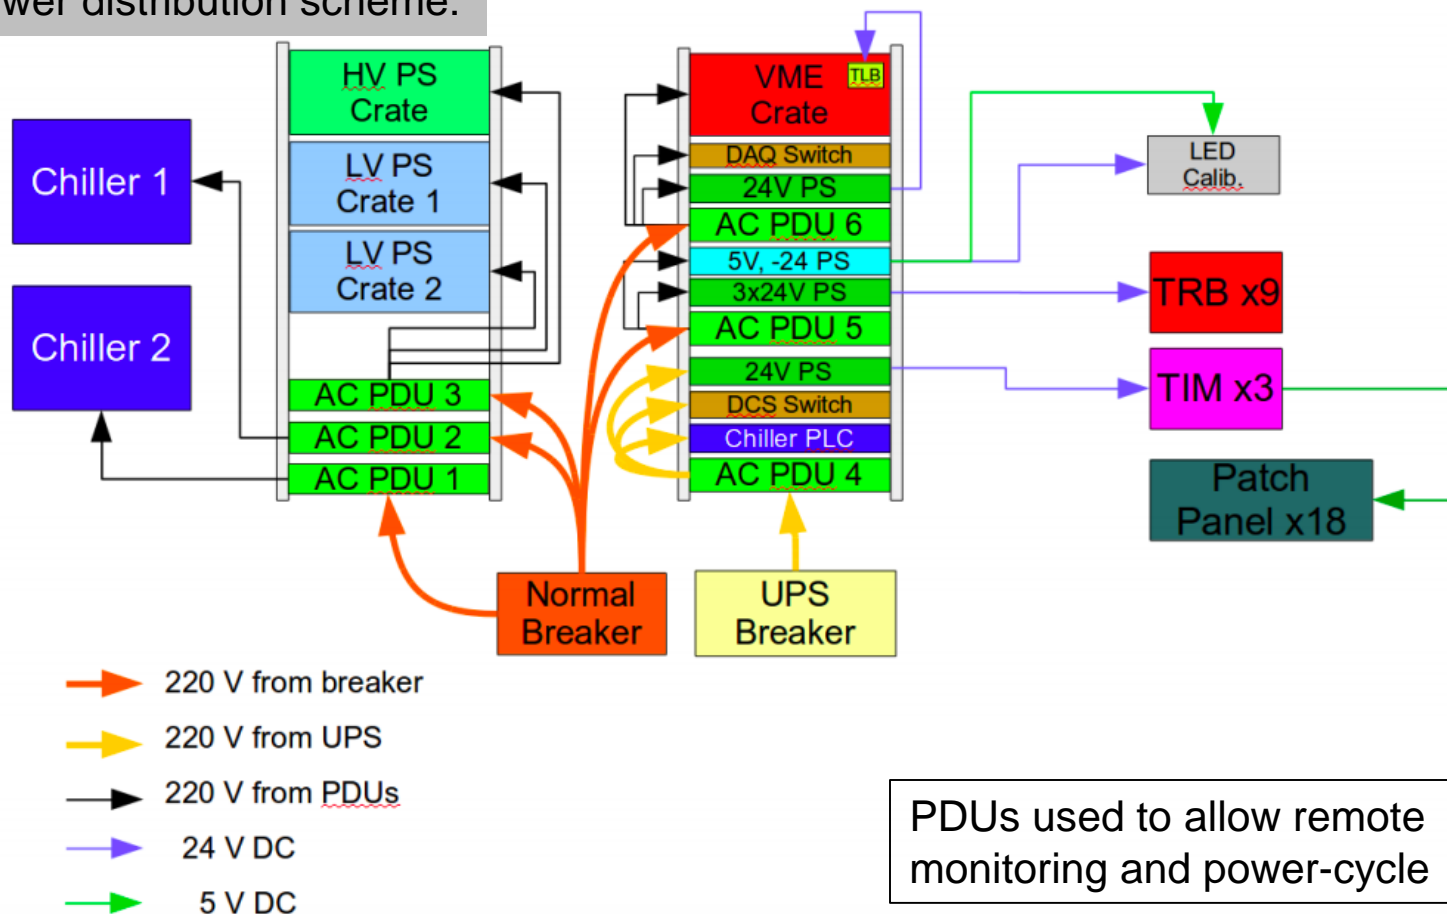 wer distribution scheme:
HV PS
Crate
LV PS
Crate 1
LV PS
Crate 2
AC PDU 3
AC PDU 2
AC PDU 1
Chiller 1
Chiller 2
VME
Crate
TLB
DAQ Switch
24V PS
AC PDU 6
5V, -24 PS
3x24V PS
AC PDU 5
24V PS
DCS Switch
Chiller PLC
AC PDU 4
LED
Calib.
TRB x9
TIM x3
Patch
Panel x18
Normal
Breaker
UPS
Breaker
220 V from breaker
220 V from UPS
220 V from PDUs
24 V DC
5 V DC
PDUs used to allow remote
monitoring and power-cycle